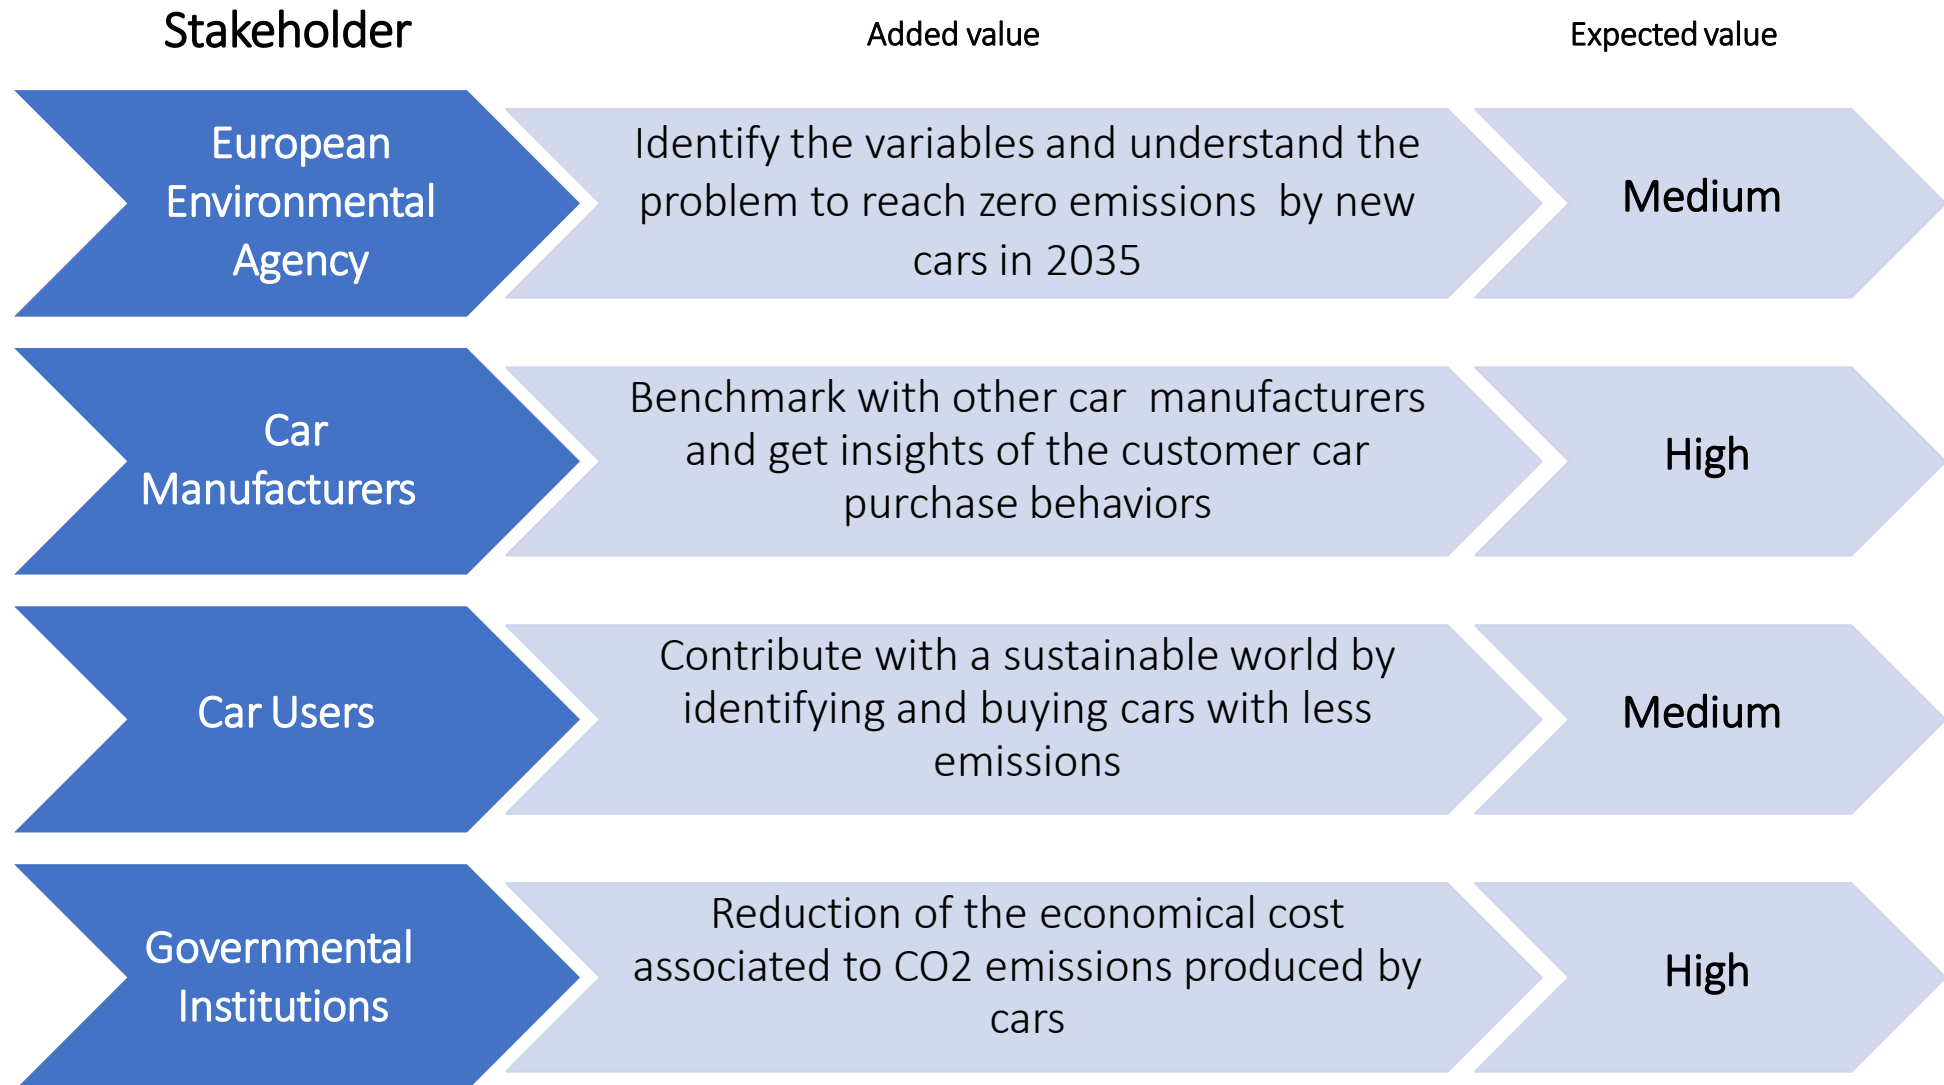 Stakeholder
Added value
Expected value
European
Environmental
Agency
Identify the variables and understand the
problem to reach zero emissions  by new
cars in 2035
Medium
Car
Manufacturers
Benchmark with other car  manufacturers
and get insights of the customer car
purchase behaviors
High
Car Users
Contribute with a sustainable world by
identifying and buying cars with less
emissions
Medium
Governmental
Institutions
Reduction of the economical cost
associated to CO2 emissions produced by
cars
High